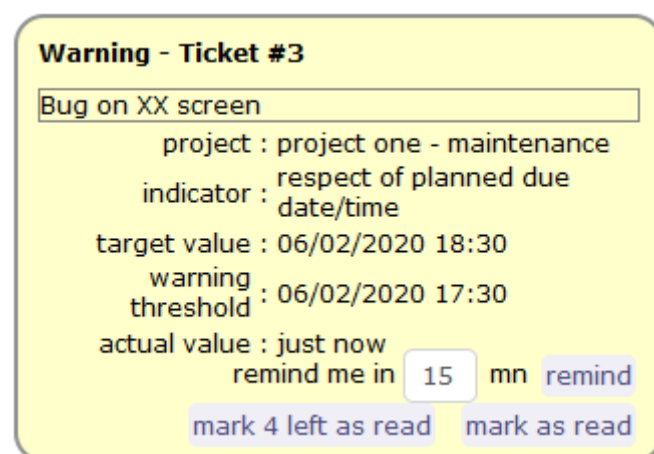 Warning - Ticket #3
Bug on XX screen
project : project one - maintenance
indicator : respect of planned due
date/time
target value : 06/02/2020 18:30
warning
threshold : 06/02/2020 17:30
actual value : just now
remind me in 15 mn remind
mark 4 left as read mark as read